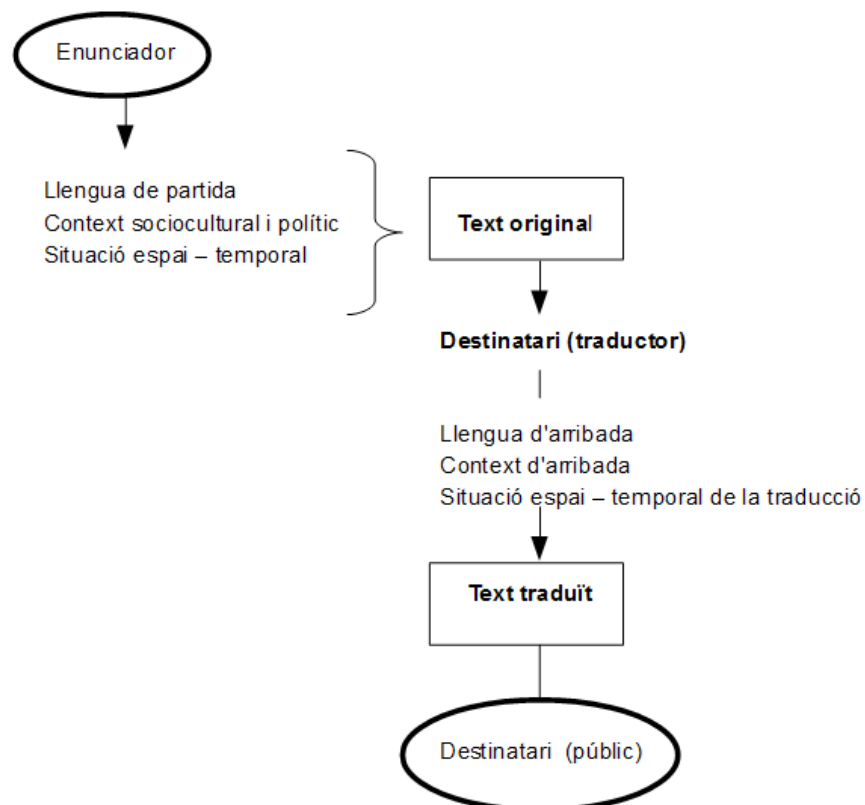 Enunciador
Llengua de partida
Context sociocultural i polític
Situació espai – temporal
Text original
Destinatari (traductor)
Llengua d'arribada
Context d'arribada
Situació espai – temporal de la traducció
Text traduït
Destinatari (públic)